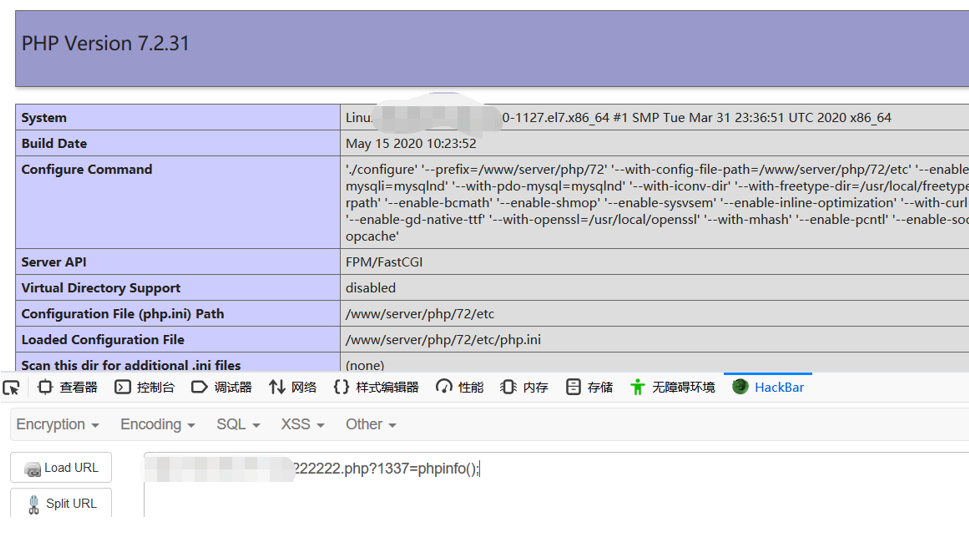 PHP Version 7.2.31
System Linux 0-1127.el7.x86_64 #1 SMP Tue Mar 31 23:36:51 UTC 2020 x86_64
Build Date May 15 2020 10:23:52
Configure Command './configure' '--prefix=/www/server/php/72' '--with-config-file-path=/www/server/php/72/etc' '--enable
mysqli=mysqlnd' '--with-pdo-mysql=mysqlnd' '--with-iconv-dir' '--with-freetype-dir=/usr/local/freetype
rpath' '--enable-bcmath' '--enable-shmop' '--enable-sysvsem' '--enable-inline-optimization' '--with-curl
'--enable-gd-native-ttf' '--with-openssl=/usr/local/openssl' '--with-mhash' '--enable-pcntl' '--enable-soc
opcache'
Server API FPM/FastCGI
Virtual Directory Support disabled
Configuration File (php.ini) Path /www/server/php/72/etc
Loaded Configuration File /www/server/php/72/etc/php.ini
Scan this dir for additional .ini files (none)
查看器 控制台 调试器 网络 样式编辑器 性能 内存 存储 无障碍环境 HackBar
Encryption Encoding SQL XSS Other
Load URL 222222.php?1337=phpinfo();
Split URL